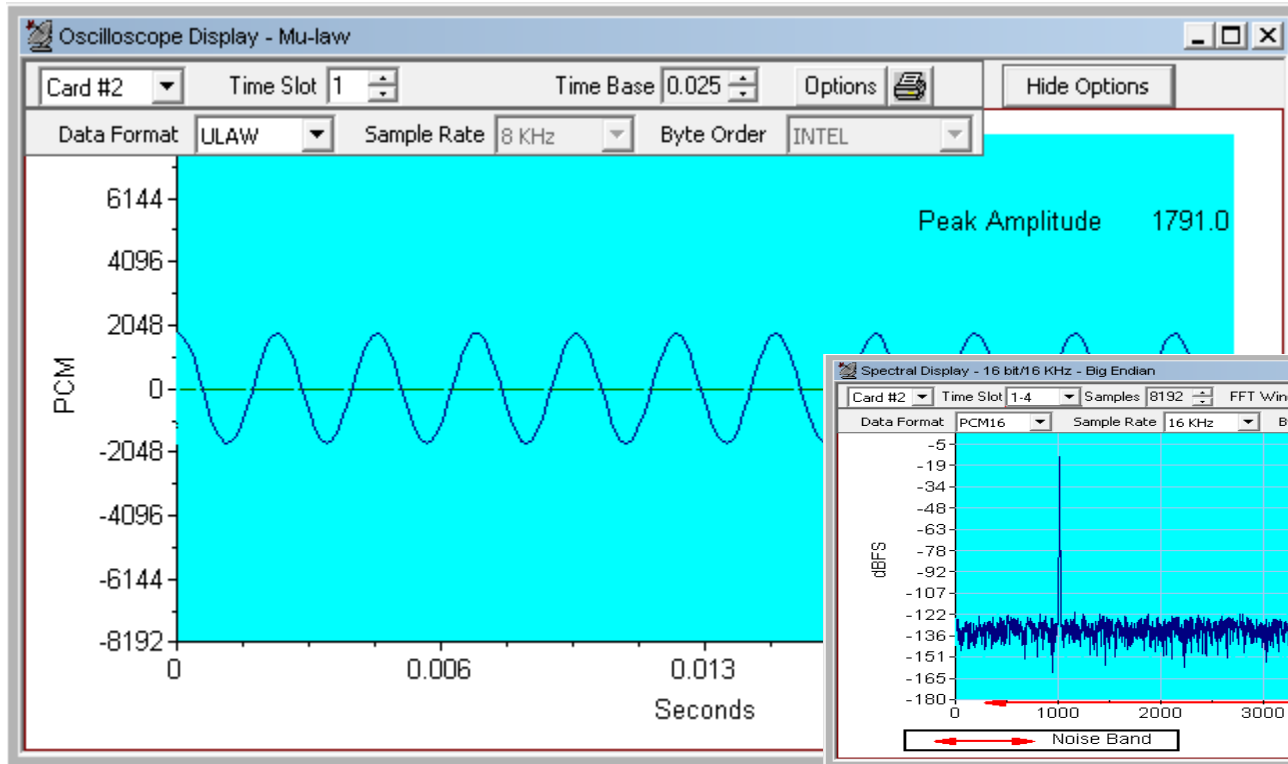 Oscilloscope Display - Mu-law
Card #2 Time Slot 1 Time Base 0.025 Options Hide Options
Data Format ULAW Sample Rate 8 KHz Byte Order INTEL
Peak Amplitude 1791.0
6144
4096
2048
0
-2048
-4096
-6144
-8192
PCM
0 0.006 0.013
Seconds
Spectral Display - 16 bit/16 KHz - Big Endian
Card #2 Time Slot 1-4 Samples 8192 FFT Win
Data Format PCM16 Sample Rate 16 KHz B
-5
-19
-34
-48
-63
-78
-92
-107
-122
-136
-151
-165
-180
dBFS
0 1000 2000 3000
Noise Band